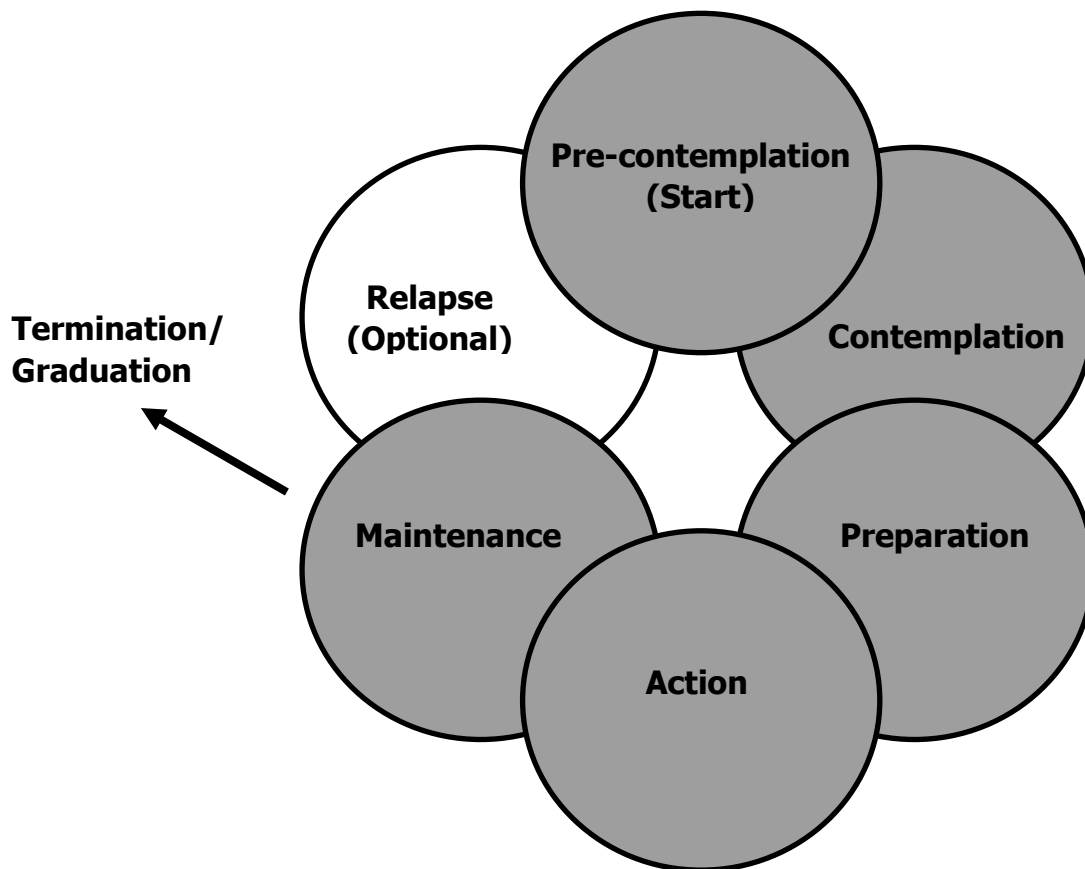 Pre-contemplation
(Start)
Contemplation
Preparation
Action
Maintenance
Relapse
(Optional)
Termination/
Graduation